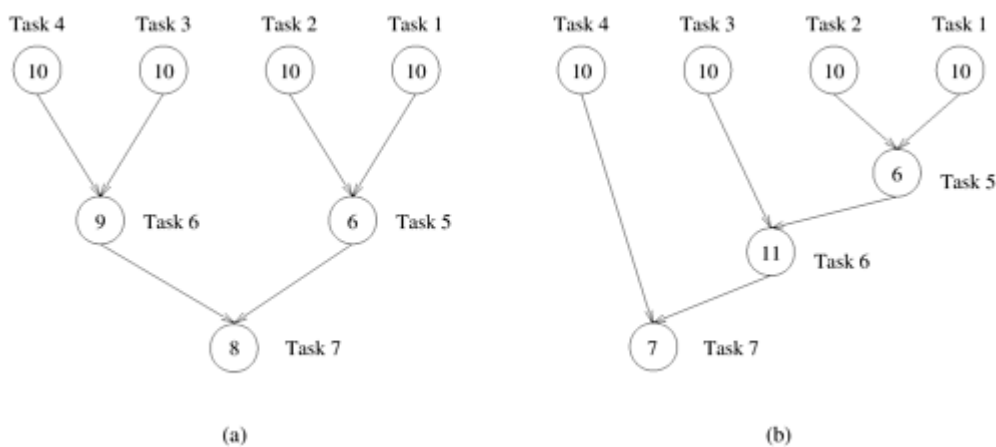 Task 4 Task 3 Task 2 Task 1
10 10 10 10
9 Task 6 6 Task 5
8 Task 7
(a)
Task 4 Task 3 Task 2 Task 1
10 10 10 10
6 Task 5
11 Task 6
7 Task 7
(b)